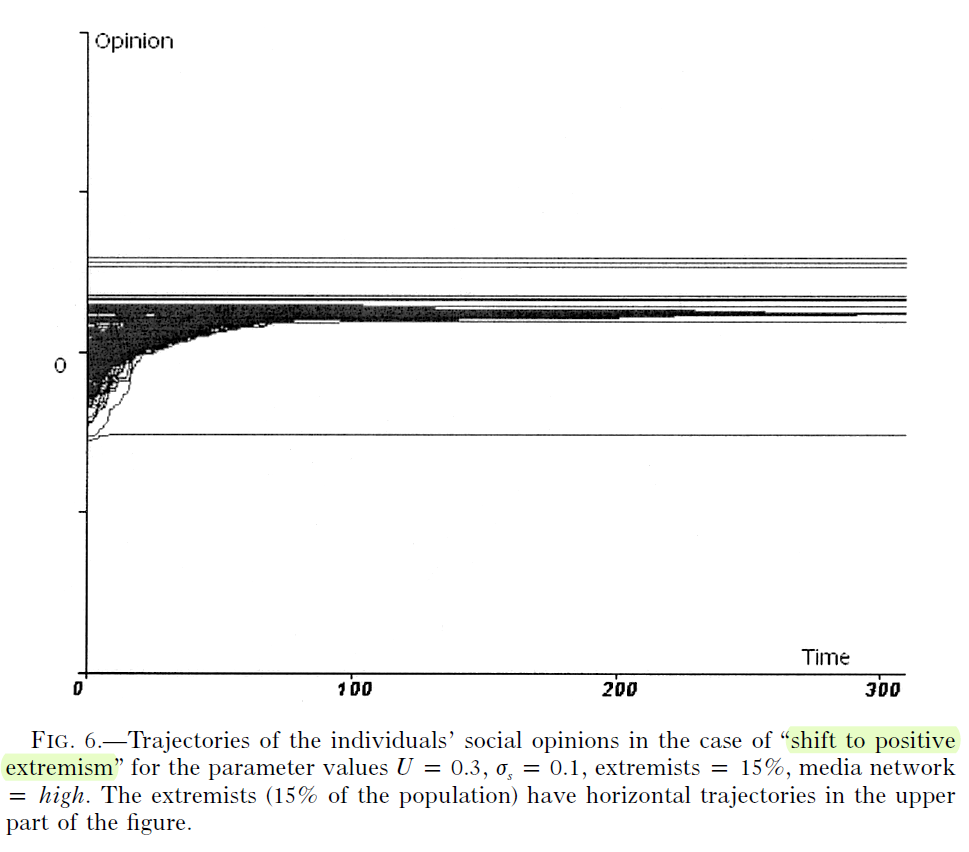 Opinion
0
Time
0 100 200 300
FIG. 6.—Trajectories of the individuals' social opinions in the case of “shift to positive
extremism” for the parameter values U = 0.3, σs = 0.1, extremists = 15%, media network
= high. The extremists (15% of the population) have horizontal trajectories in the upper
part of the figure.